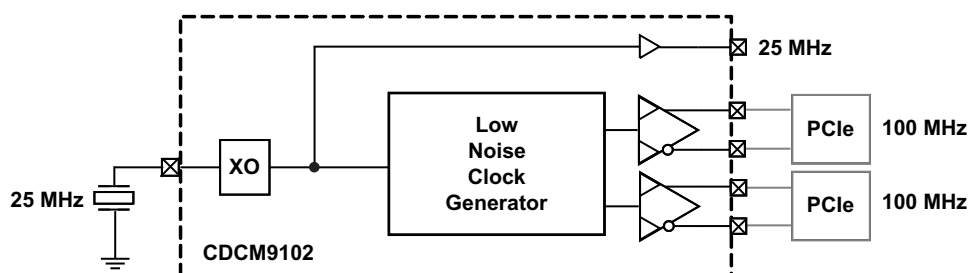 25 MHz
XO
CDCM9102
Low
Noise
Clock
Generator
25 MHz
PCIe
100 MHz
PCIe
100 MHz